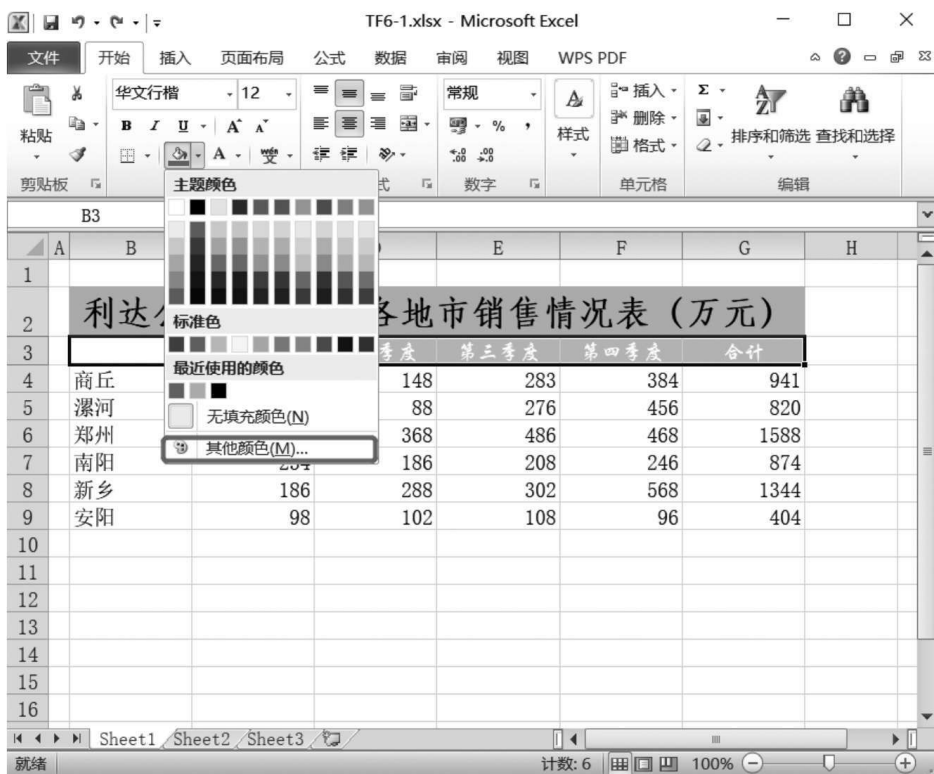 TF6-1.xlsx - Microsoft Excel
文件 开始 插入 页面布局 公式 数据 审阅 视图 WPS PDF
华文行楷 12 常规 插入 Σ
粘贴 B I U A A % 样式 删除 排序和筛选 查找和选择
A wén 变 .00 .00 格式
剪贴板 式 数字 单元格 编辑
B3
主题颜色
标准色
最近使用的颜色
无填充颜色(N)
其他颜色(M)...
A B E F G H
1
2 利达 各地市销售情况表（万元）
3 季度 第三季度 第四季度 合计
4 商丘 148 283 384 941
5 漯河 88 276 456 820
6 郑州 368 486 468 1588
7 南阳 234 186 208 246 874
8 新乡 186 288 302 568 1344
9 安阳 98 102 108 96 404
10
11
12
13
14
15
16
Sheet1 Sheet2 Sheet3
就绪 计数: 6 100%